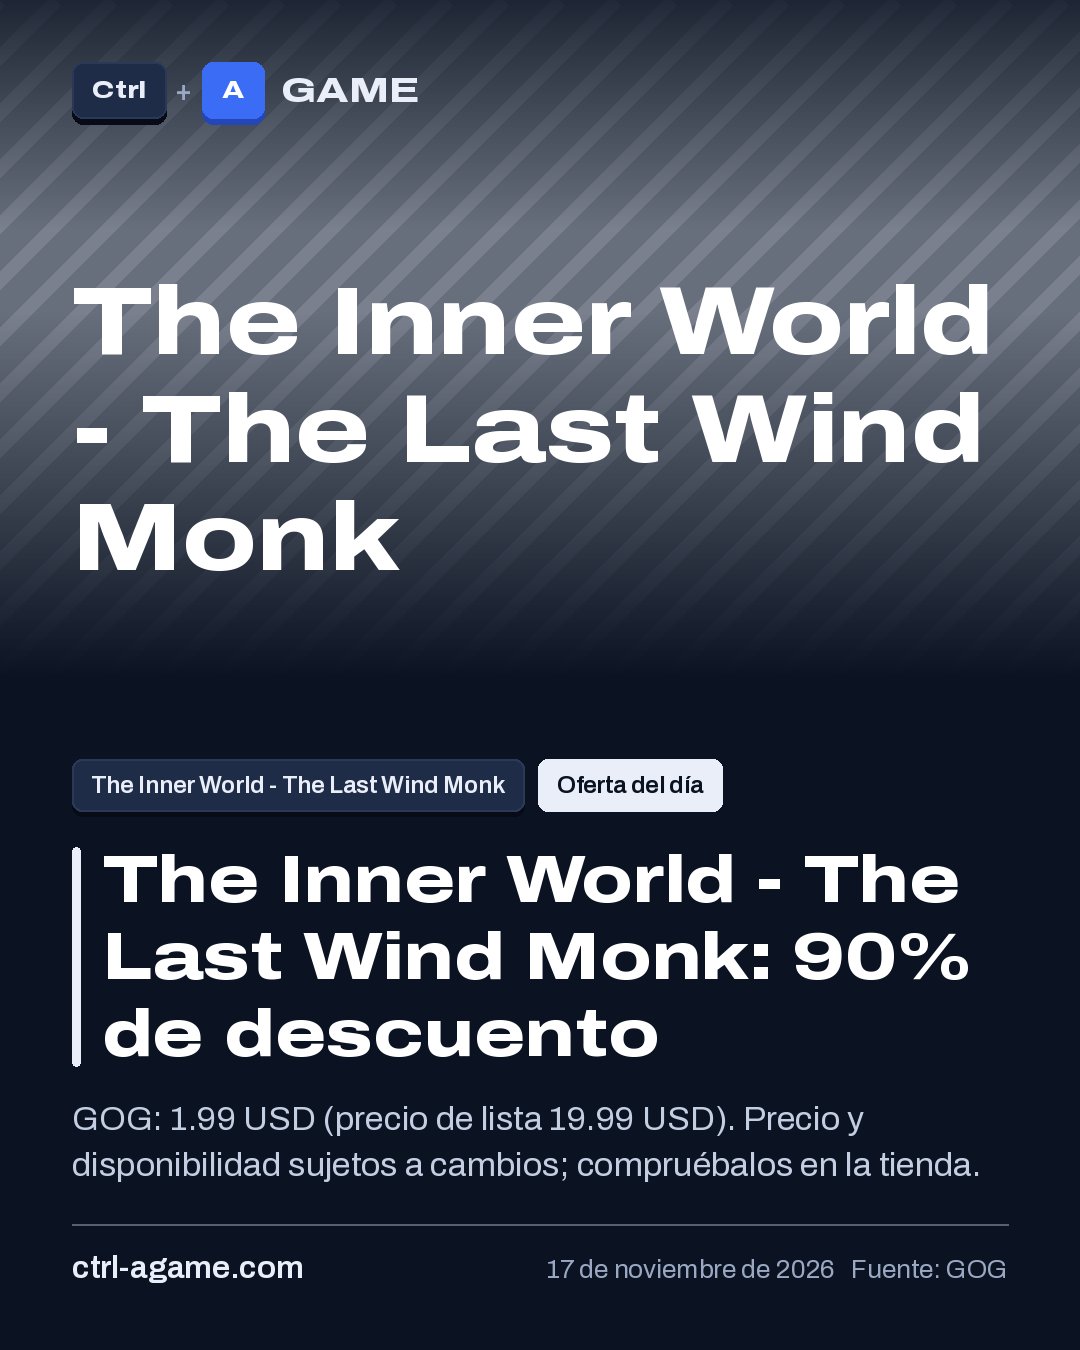 Ctrl + A GAME
The Inner World
- The Last Wind
Monk
The Inner World - The Last Wind Monk Oferta del día
The Inner World - The
Last Wind Monk: 90%
de descuento
GOG: 1.99 USD (precio de lista 19.99 USD). Precio y
disponibilidad sujetos a cambios; compruébalos en la tienda.
ctrl-agame.com 17 de noviembre de 2026 Fuente: GOG